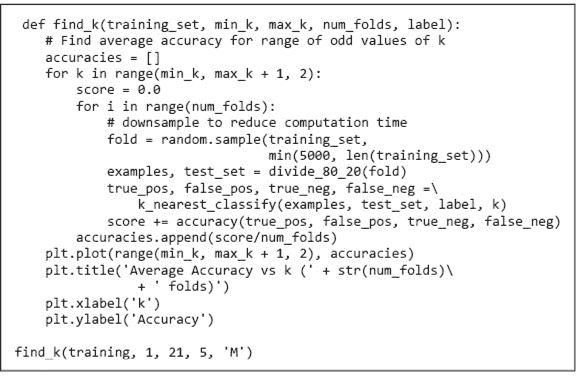 def find_k(training_set, min_k, max_k, num_folds, label):
    # Find average accuracy for range of odd values of k
    accuracies = []
    for k in range(min_k, max_k + 1, 2):
        score = 0.0
        for i in range(num_folds):
            # downsample to reduce computation time
            fold = random.sample(training_set,
                                 min(5000, len(training_set)))
            examples, test_set = divide_80_20(fold)
            true_pos, false_pos, true_neg, false_neg =\
                k_nearest_classify(examples, test_set, label, k)
            score += accuracy(true_pos, false_pos, true_neg, false_neg)
        accuracies.append(score/num_folds)
    plt.plot(range(min_k, max_k + 1, 2), accuracies)
    plt.title('Average Accuracy vs k (' + str(num_folds)\
               + ' folds)')
    plt.xlabel('k')
    plt.ylabel('Accuracy')

find_k(training, 1, 21, 5, 'M')